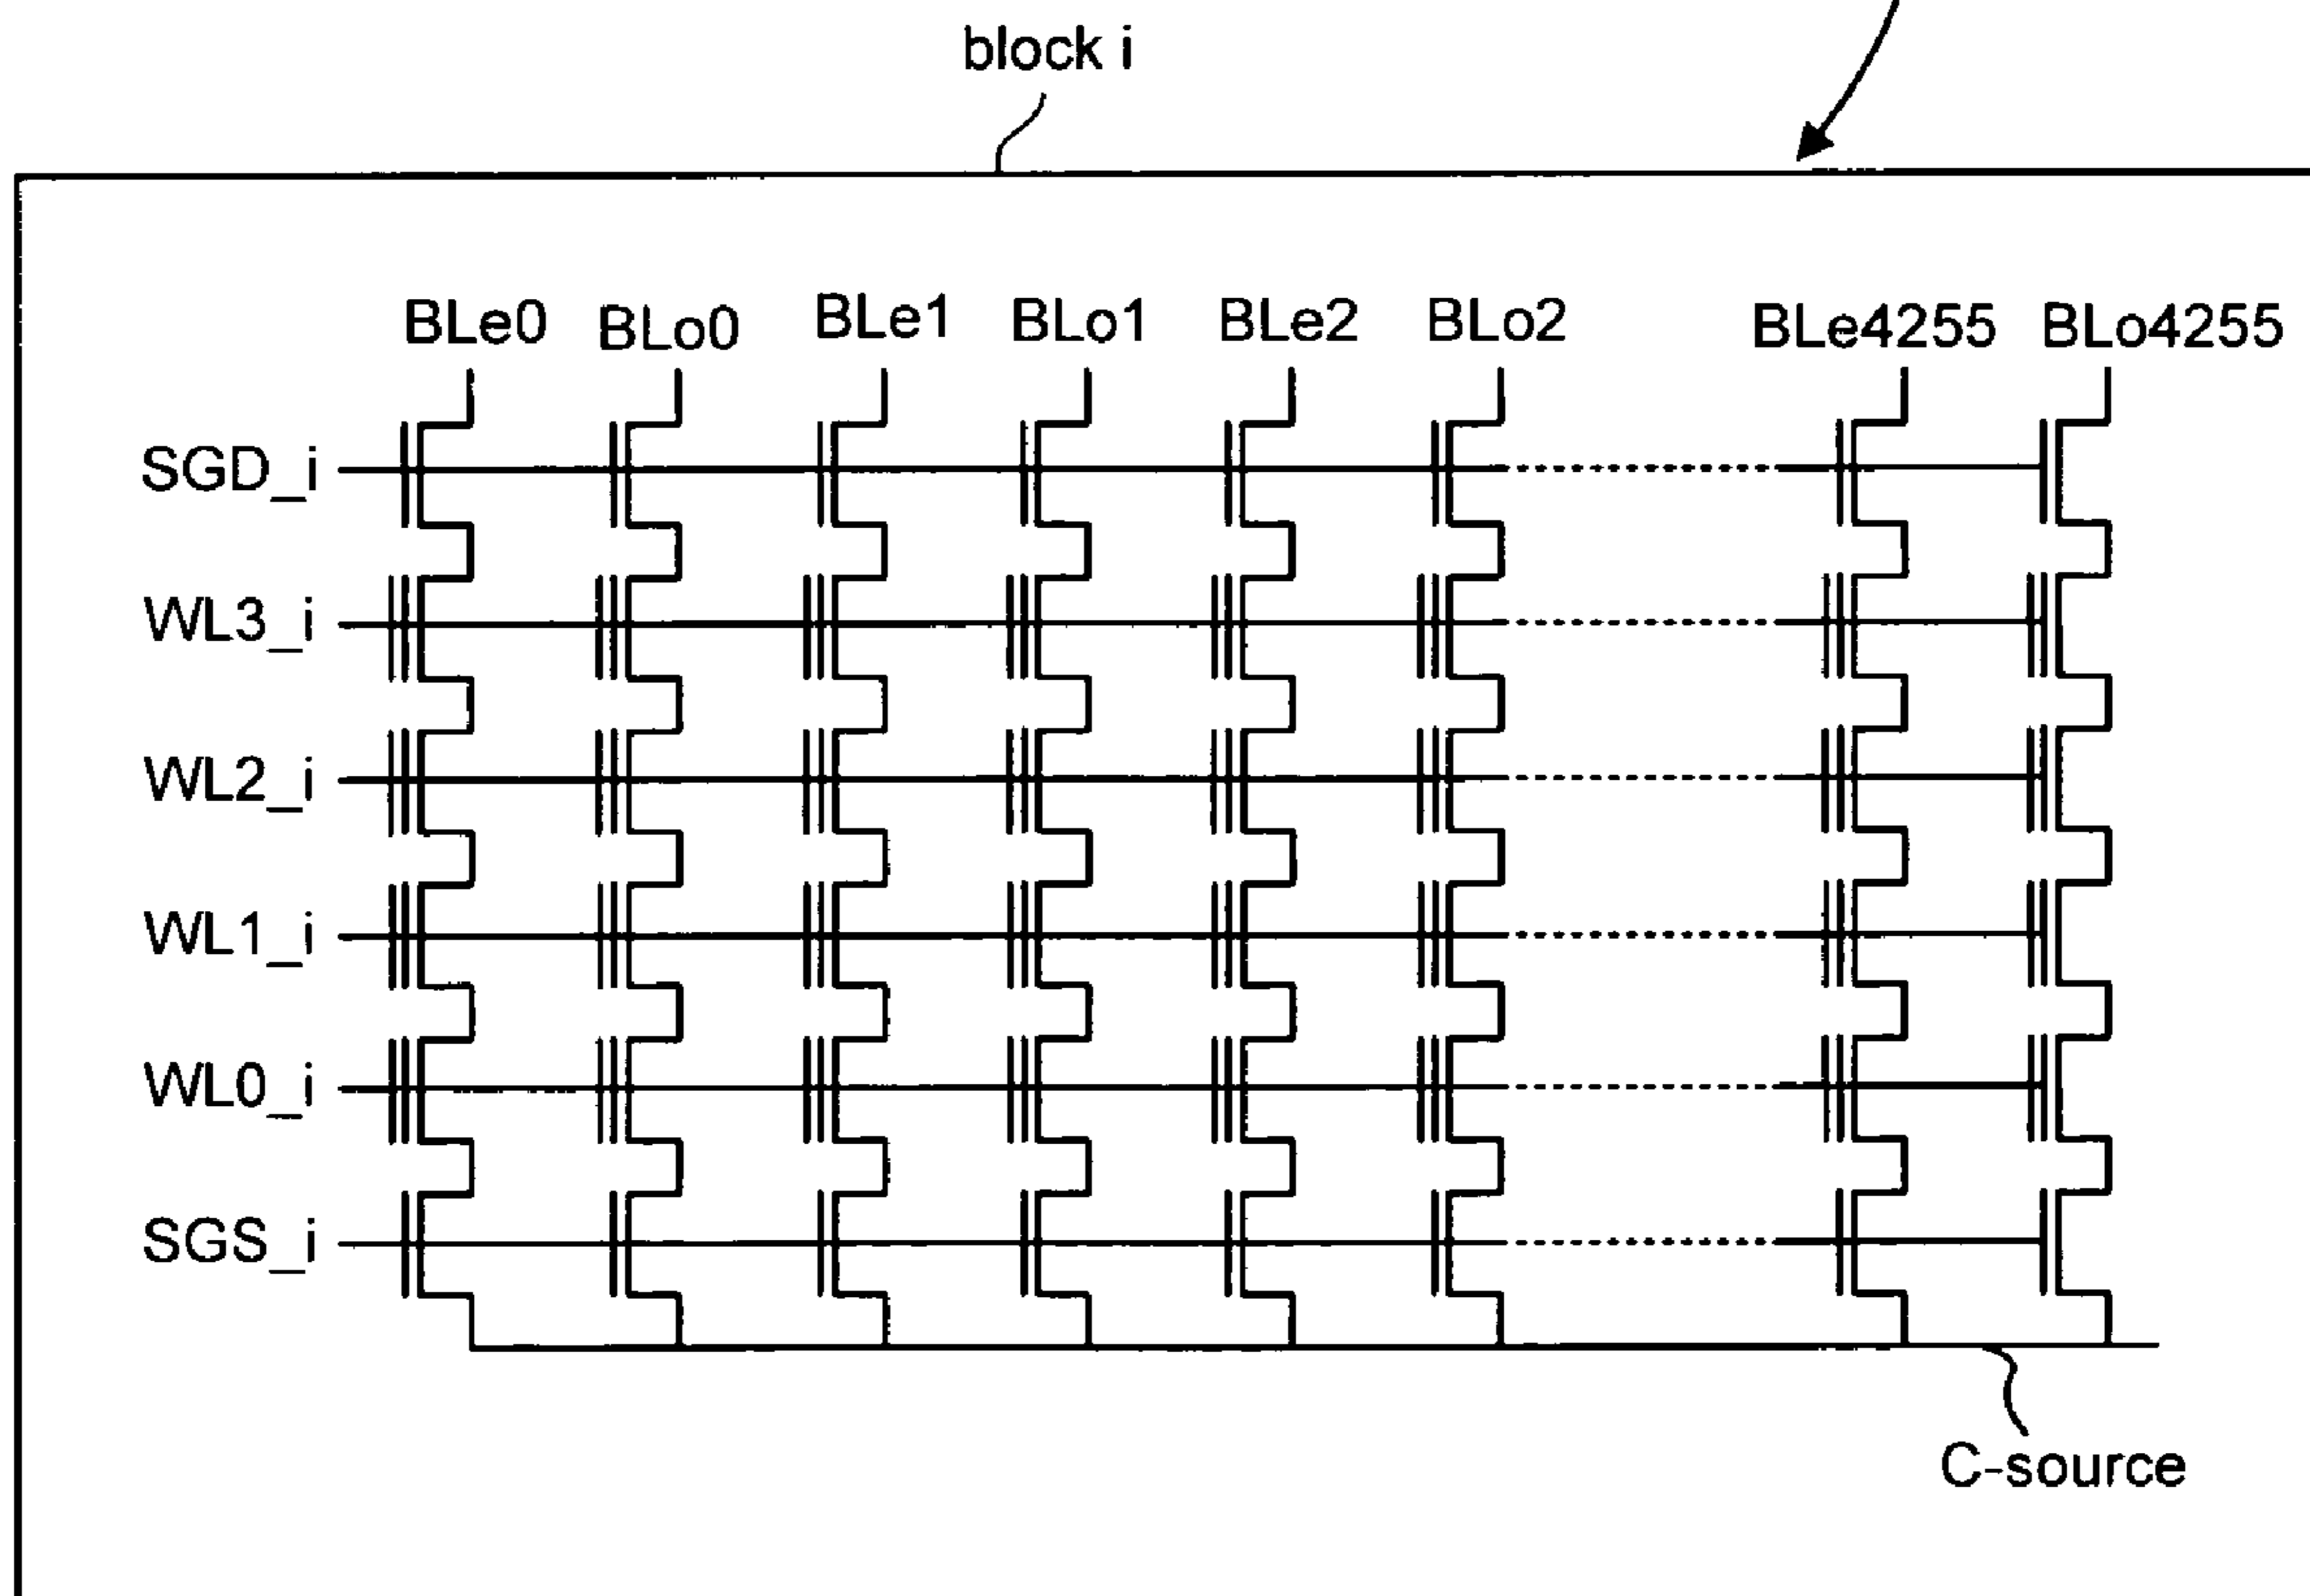 block i
BLe0 BLo0 BLe1 BLo1 BLe2 BLo2 BLe4255 BLo4255
SGD_i
WL3_i
WL2_i
WL1_i
WL0_i
SGS_i
C-source